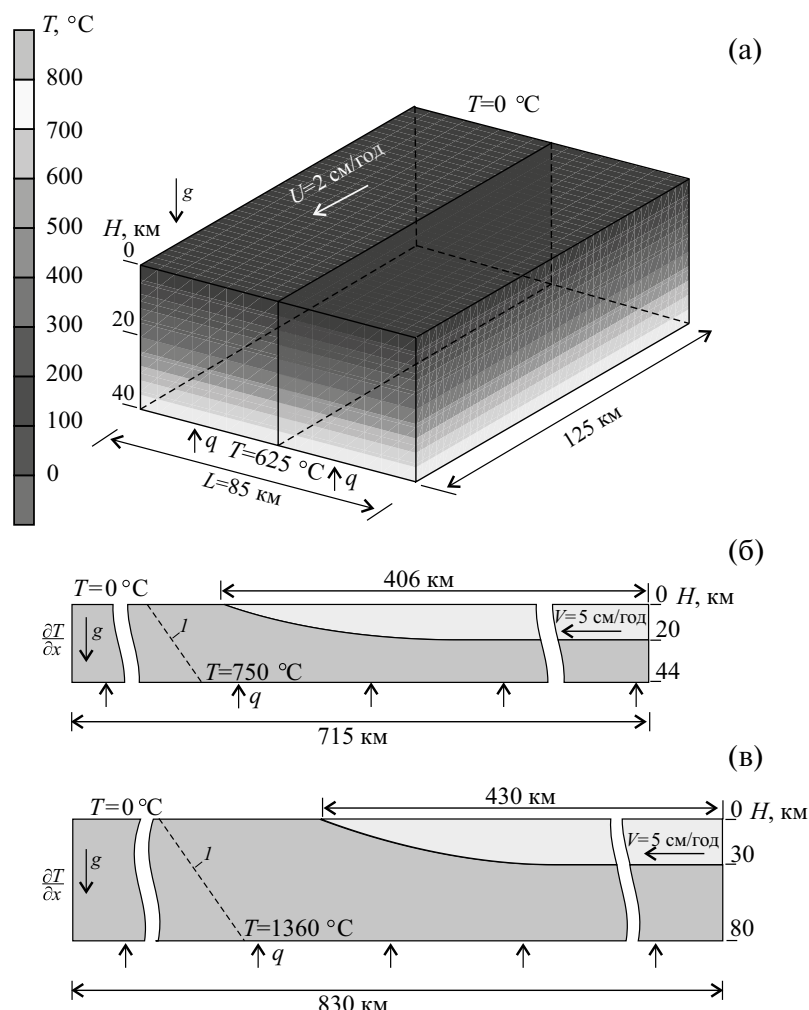 T, °C
(а)
800
700
600
500
400
300
200
100
0
T=0 °C
U=2 см/год
g
H, км
0
20
40
q
T=625 °C
q
L=85 км
125 км
(б)
T=0 °C
406 км
0 H, км
∂T
∂x
g
1
V=5 см/год
20
T=750 °C
44
q
715 км
(в)
T=0 °C
430 км
0 H, км
1
V=5 см/год
∂T
∂x
g
30
T=1360 °C
80
q
830 км